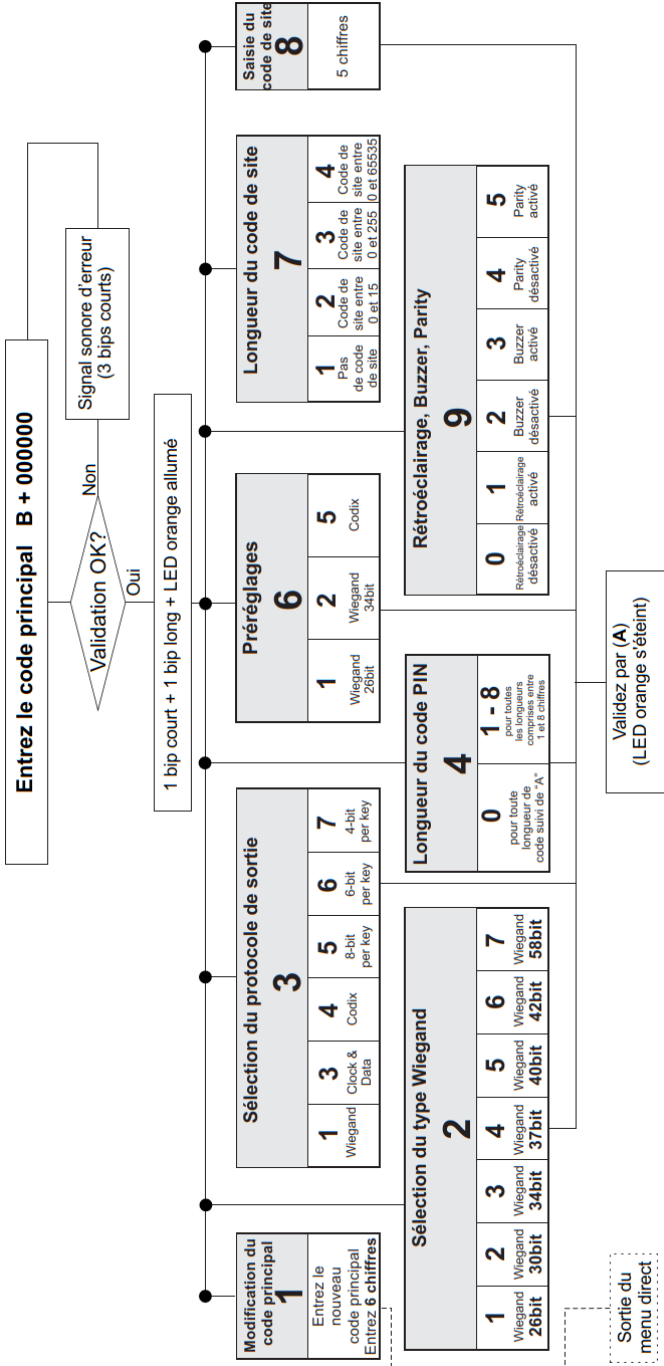 Entrez le code principal B + 000000
Validation OK?
Non
Signal sonore d'erreur
(3 bips courts)
Oui
1 bip court + 1 bip long + LED orange allumé
Modification du
code principal
1
Entrez le
nouveau
code principal
Entrez 6 chiffres
Sélection du protocole de sortie
3
1
Wiegand
3
Clock &
Data
4
Codix
5
8-bit
per key
6
6-bit
per key
7
4-bit
per key
Préréglages
6
1
Wiegand
26bit
2
Wiegand
34bit
5
Codix
Longueur du code de site
7
1
Pas
de code
de site
2
Code de
site entre
0 et 15
3
Code de
site entre
0 et 255
4
Code de
site entre
0 et 65535
Saisie du
code de site
8
5 chiffres
Sélection du type Wiegand
2
1
Wiegand
26bit
2
Wiegand
30bit
3
Wiegand
34bit
4
Wiegand
37bit
5
Wiegand
40bit
6
Wiegand
42bit
7
Wiegand
58bit
Longueur du code PIN
4
0
pour toute
longueur de
code suivi de "A"
1 - 8
pour toutes
les longueurs
comprises entre
1 et 8 chiffres
Rétroéclairage, Buzzer, Parity
9
0
Rétroéclairage
désactivé
1
Rétroéclairage
activé
2
Buzzer
désactivé
3
Buzzer
activé
4
Parity
désactivé
5
Parity
activé
Sortie du
menu direct
Validez par (A)
(LED orange s'éteint)